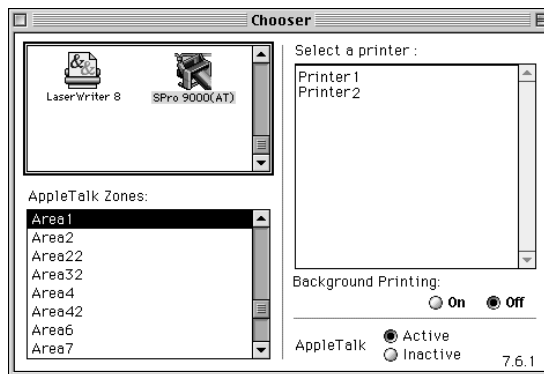 Chooser
LaserWriter 8
SPro 9000(AT)
AppleTalk Zones:
Area1
Area2
Area22
Area32
Area4
Area42
Area6
Area7
Select a printer :
Printer1
Printer2
Background Printing:
On Off
AppleTalk
Active
Inactive
7.6.1